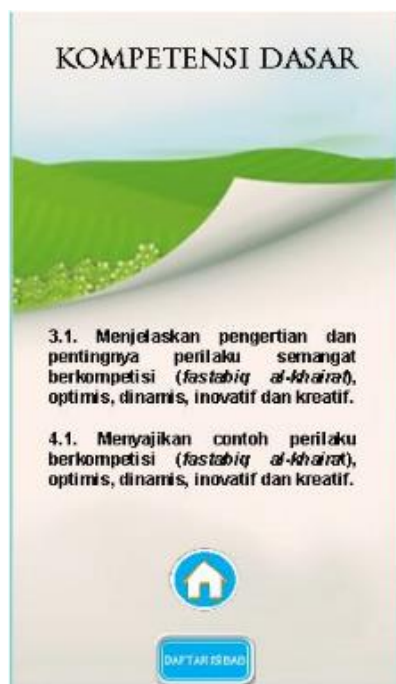 KOMPETENSI DASAR
3.1. Menjelaskan pengertian dan
pentingnya perilaku semangat
berkompetisi (fastabiq al-khairat),
optimis, dinamis, inovatif dan kreatif.
4.1. Menyajikan contoh perilaku
berkompetisi (fastabiq al-khairat),
optimis, dinamis, inovatif dan kreatif.
DAFTAR ISI BAB